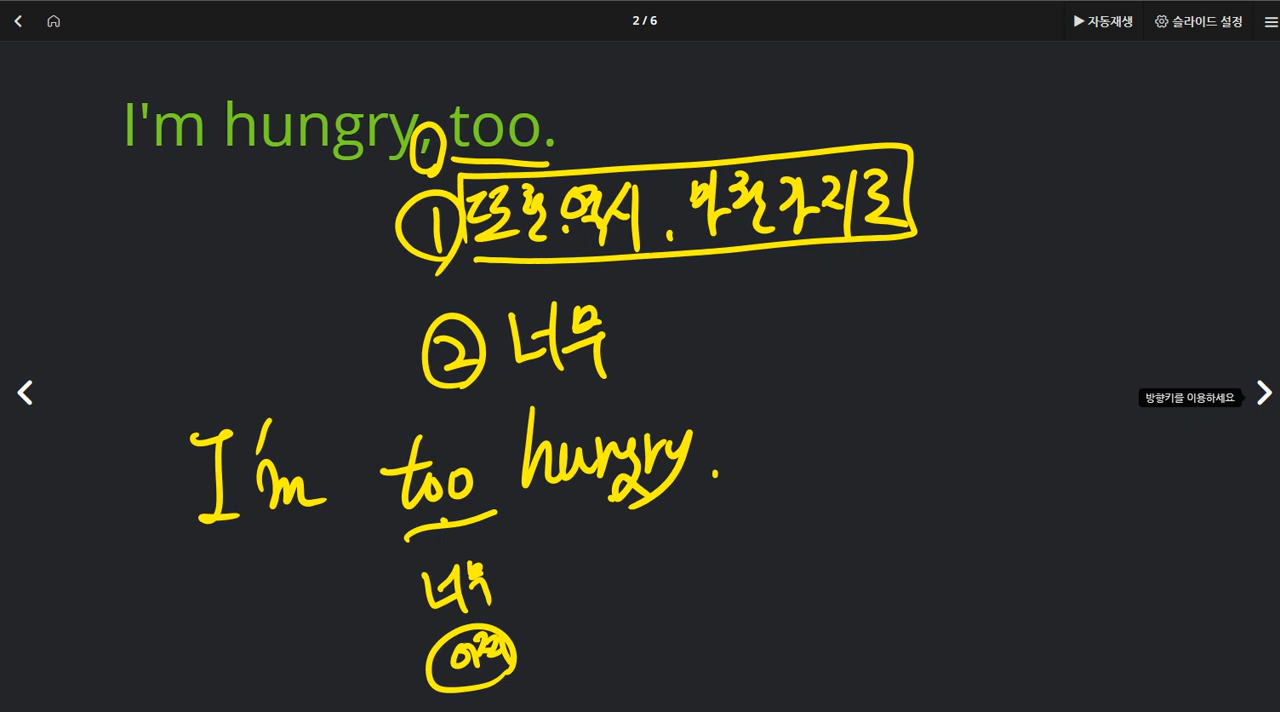 2 / 6
자동재생
슬라이드 설정
I'm hungry, too.
① 또한.역시.마찬가지로
② 너무
방향키를 이용하세요
I'm too hungry.
너무